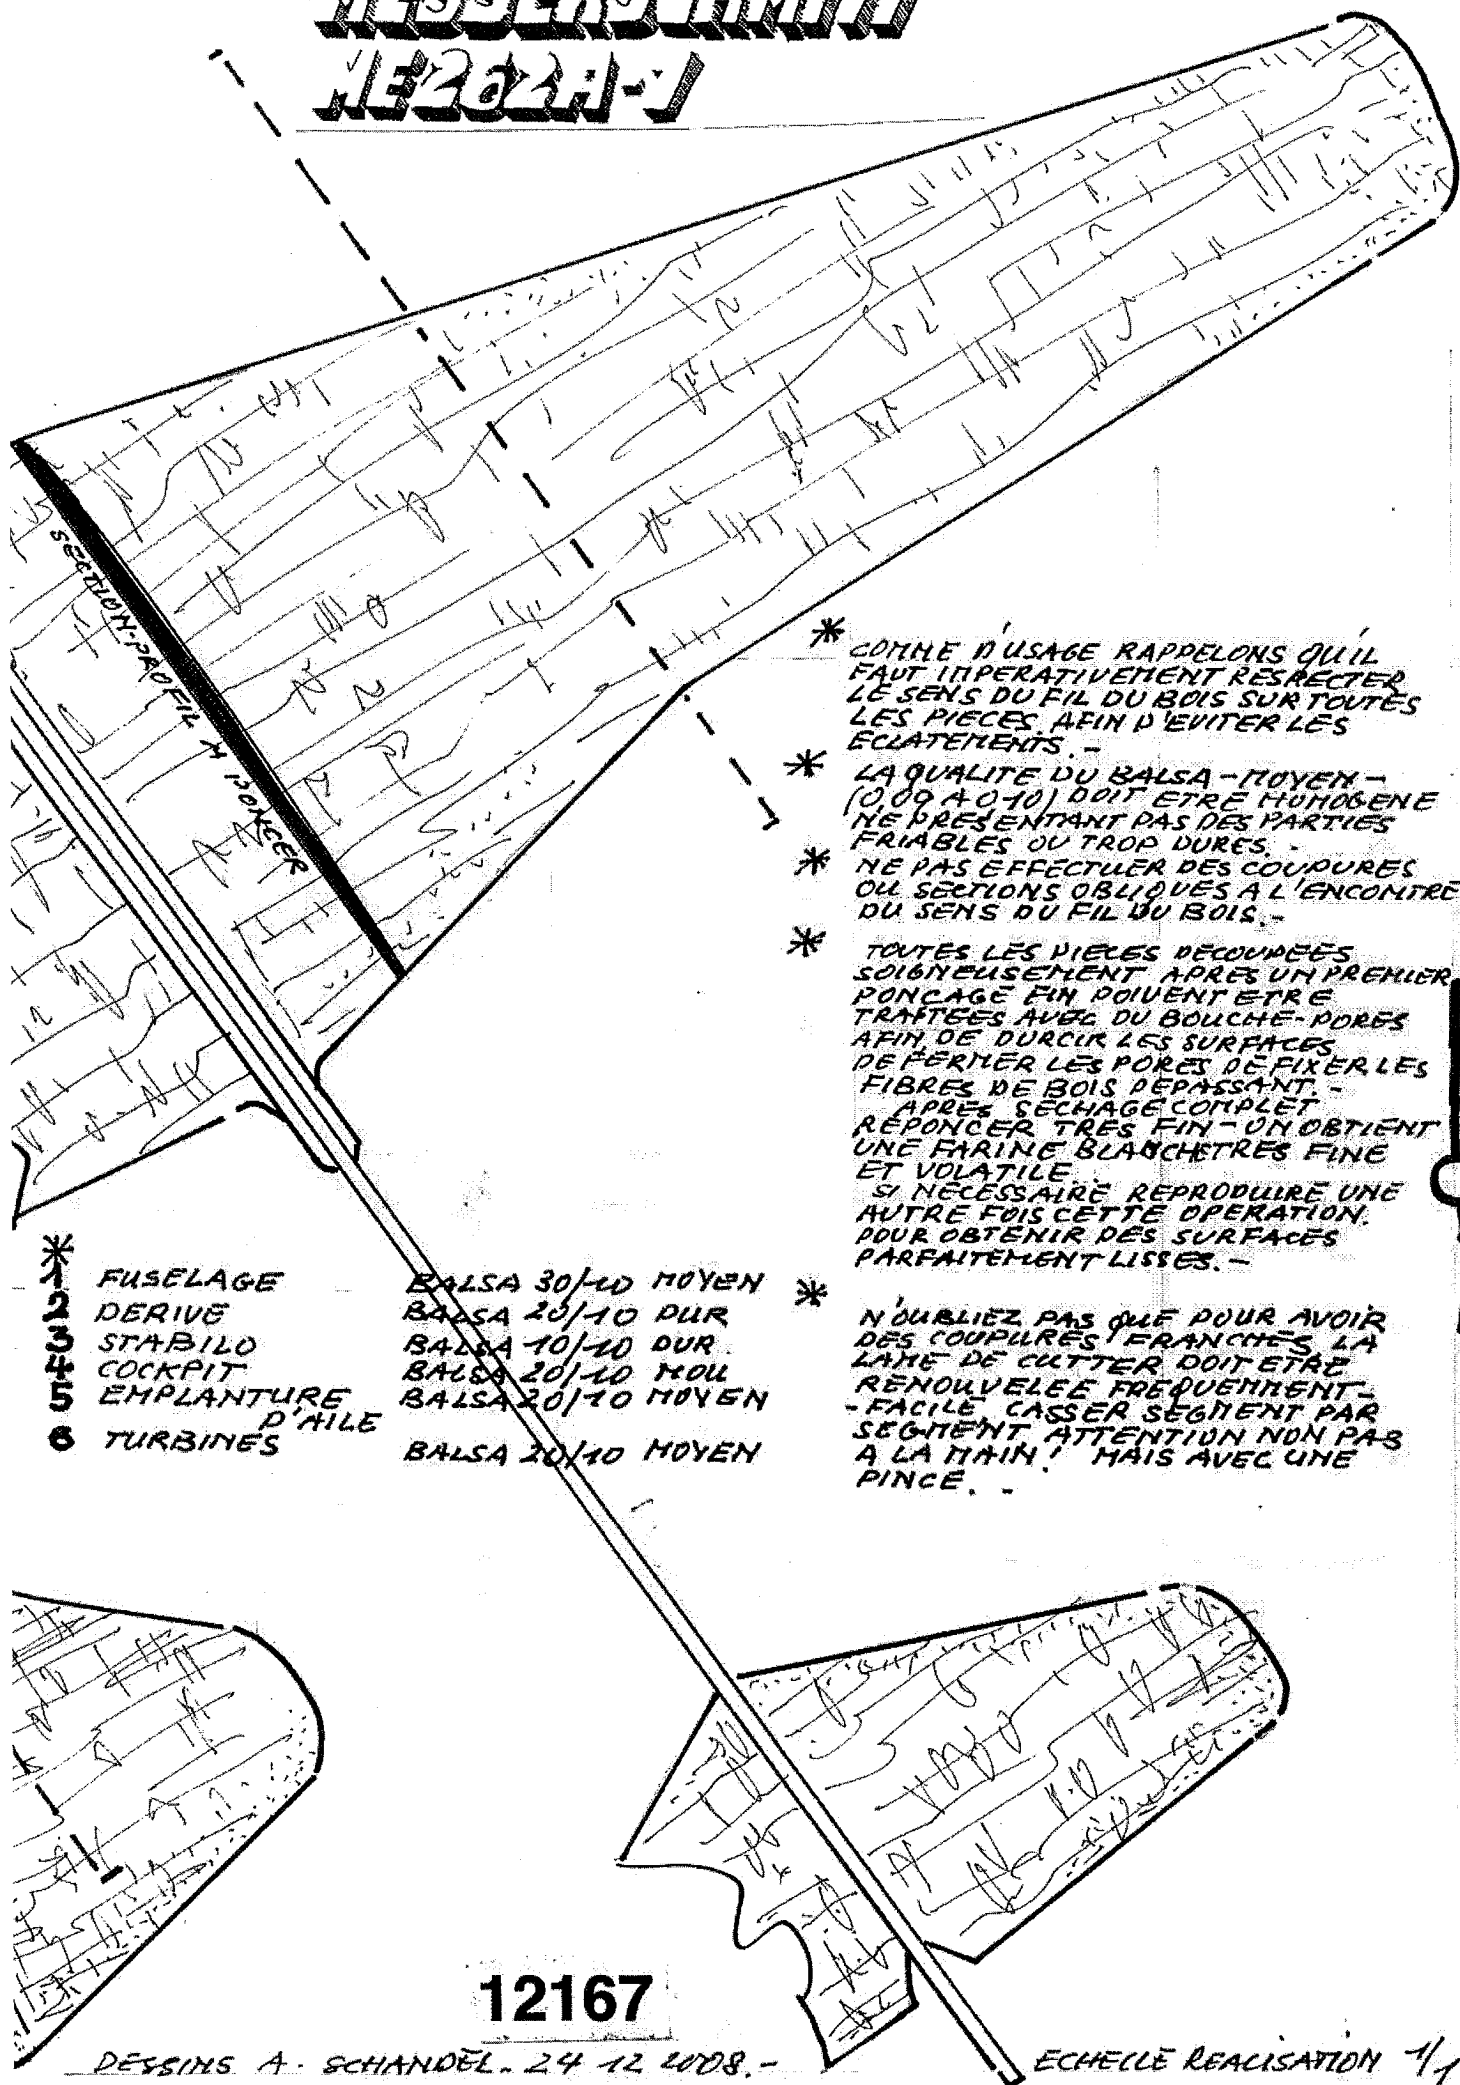 MESSERSCHMITT
ME262A-1
SECTION-PROFIL A PONCER
* COMME D'USAGE RAPPELONS QU'IL
FAUT IMPERATIVEMENT RESPECTER
LE SENS DU FIL DU BOIS SUR TOUTES
LES PIECES AFIN D'EVITER LES
ECLATEMENTS.-
* LA QUALITE DU BALSA-MOYEN-
(0,09 A 0,10) DOIT ETRE HOMOGENE
NE PRESENTANT PAS DES PARTIES
FRIABLES OU TROP DURES.-
* NE PAS EFFECTUER DES COUPURES
OU SECTIONS OBLIQUES A L'ENCONTRE
DU SENS DU FIL DU BOIS.-
* TOUTES LES PIECES DECOUPEES
SOIGNEUSEMENT APRES UN PREMIER
PONCAGE FIN DOIVENT ETRE
TRAITEES AVEC DU BOUCHE-PORES
AFIN DE DURCIR LES SURFACES
DE FERMER LES PORES DE FIXER LES
FIBRES DE BOIS DEPASSANT.-
APRES SECHAGE COMPLET
REPONCER TRES FIN-ON OBTIENT
UNE FARINE BLANCHE TRES FINE
ET VOLATILE.
SI NECESSAIRE REPRODUIRE UNE
AUTRE FOIS CETTE OPERATION.
POUR OBTENIR DES SURFACES
PARFAITEMENT LISSES.-
* N'OUBLIEZ PAS QUE POUR AVOIR
DES COUPURES FRANCHES LA
LAME DE CUTTER DOIT ETRE
RENOUVELEE FREQUEMMENT-
-FACILE, CASSER SEGMENT PAR
SEGMENT ATTENTION NON PAS
A LA MAIN! MAIS AVEC UNE
PINCE.-
*
1 FUSELAGE BALSA 30/10 MOYEN
2 DERIVE BALSA 20/10 DUR
3 STABILO BALSA 10/10 DUR.
4 COCKPIT BALSA 20/10 MOU
5 EMPLANTURE BALSA 20/10 MOYEN
D'AILE
6 TURBINES BALSA 20/10 MOYEN
12167
DESSINS A. SCHANDEL. 24 12 2008.-
ECHELLE REALISATION 1/1